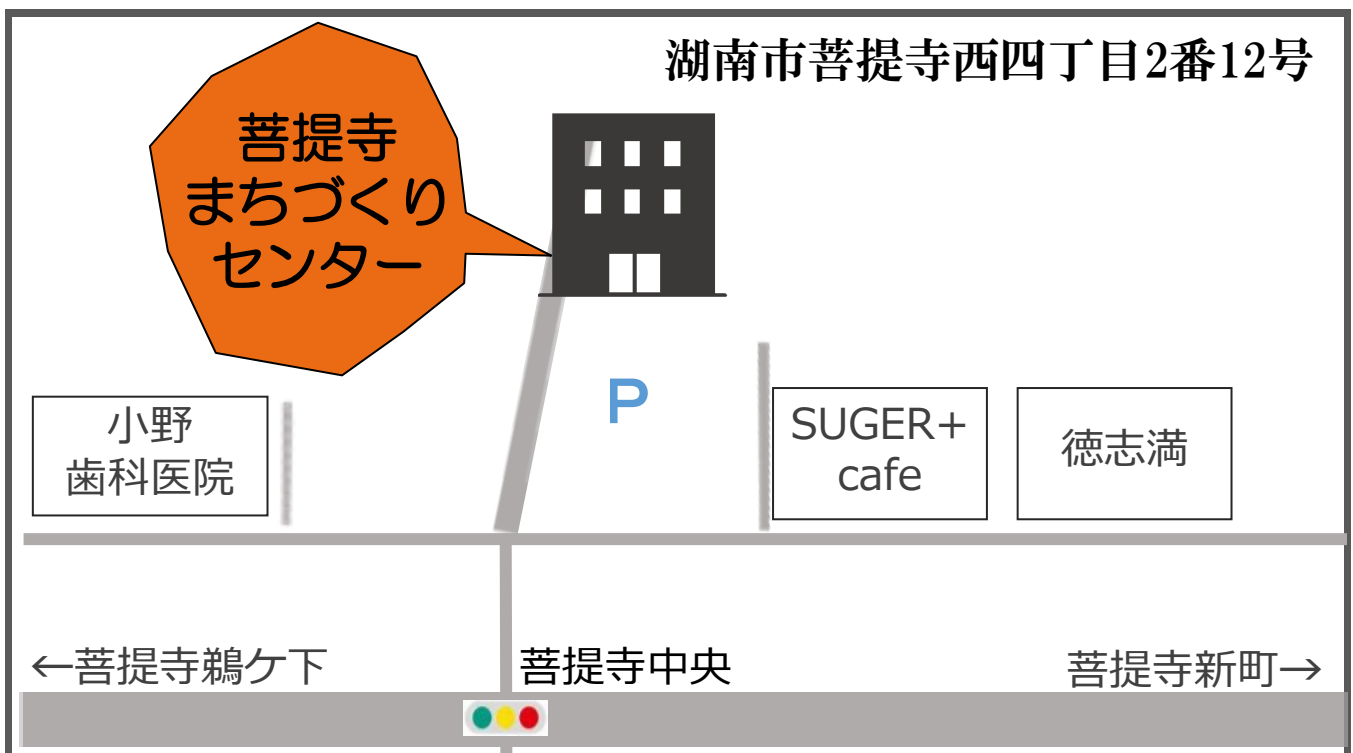 湖南市菩提寺西四丁目2番12号
菩提寺
まちづくり
センター
P
小野
歯科医院
SUGER+
cafe
徳志満
←菩提寺鵜ケ下
菩提寺中央
菩提寺新町→